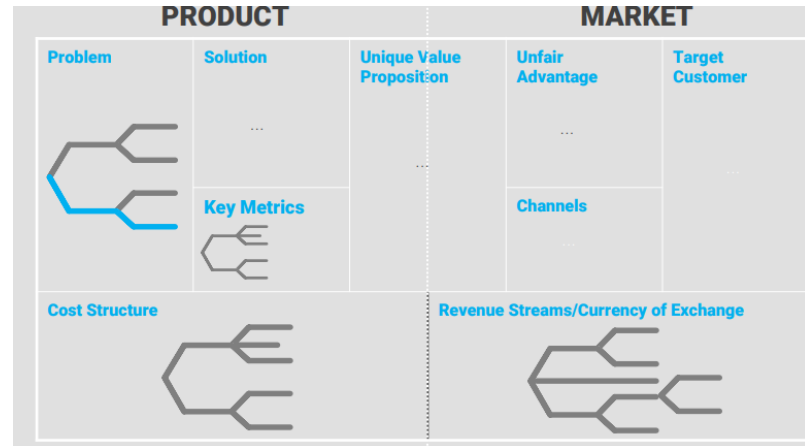 PRODUCT
MARKET
Problem
Solution
...
Key Metrics
Unique Value
Proposition
...
Unfair
Advantage
...
Channels
...
Target
Customer
...
Cost Structure
Revenue Streams/Currency of Exchange